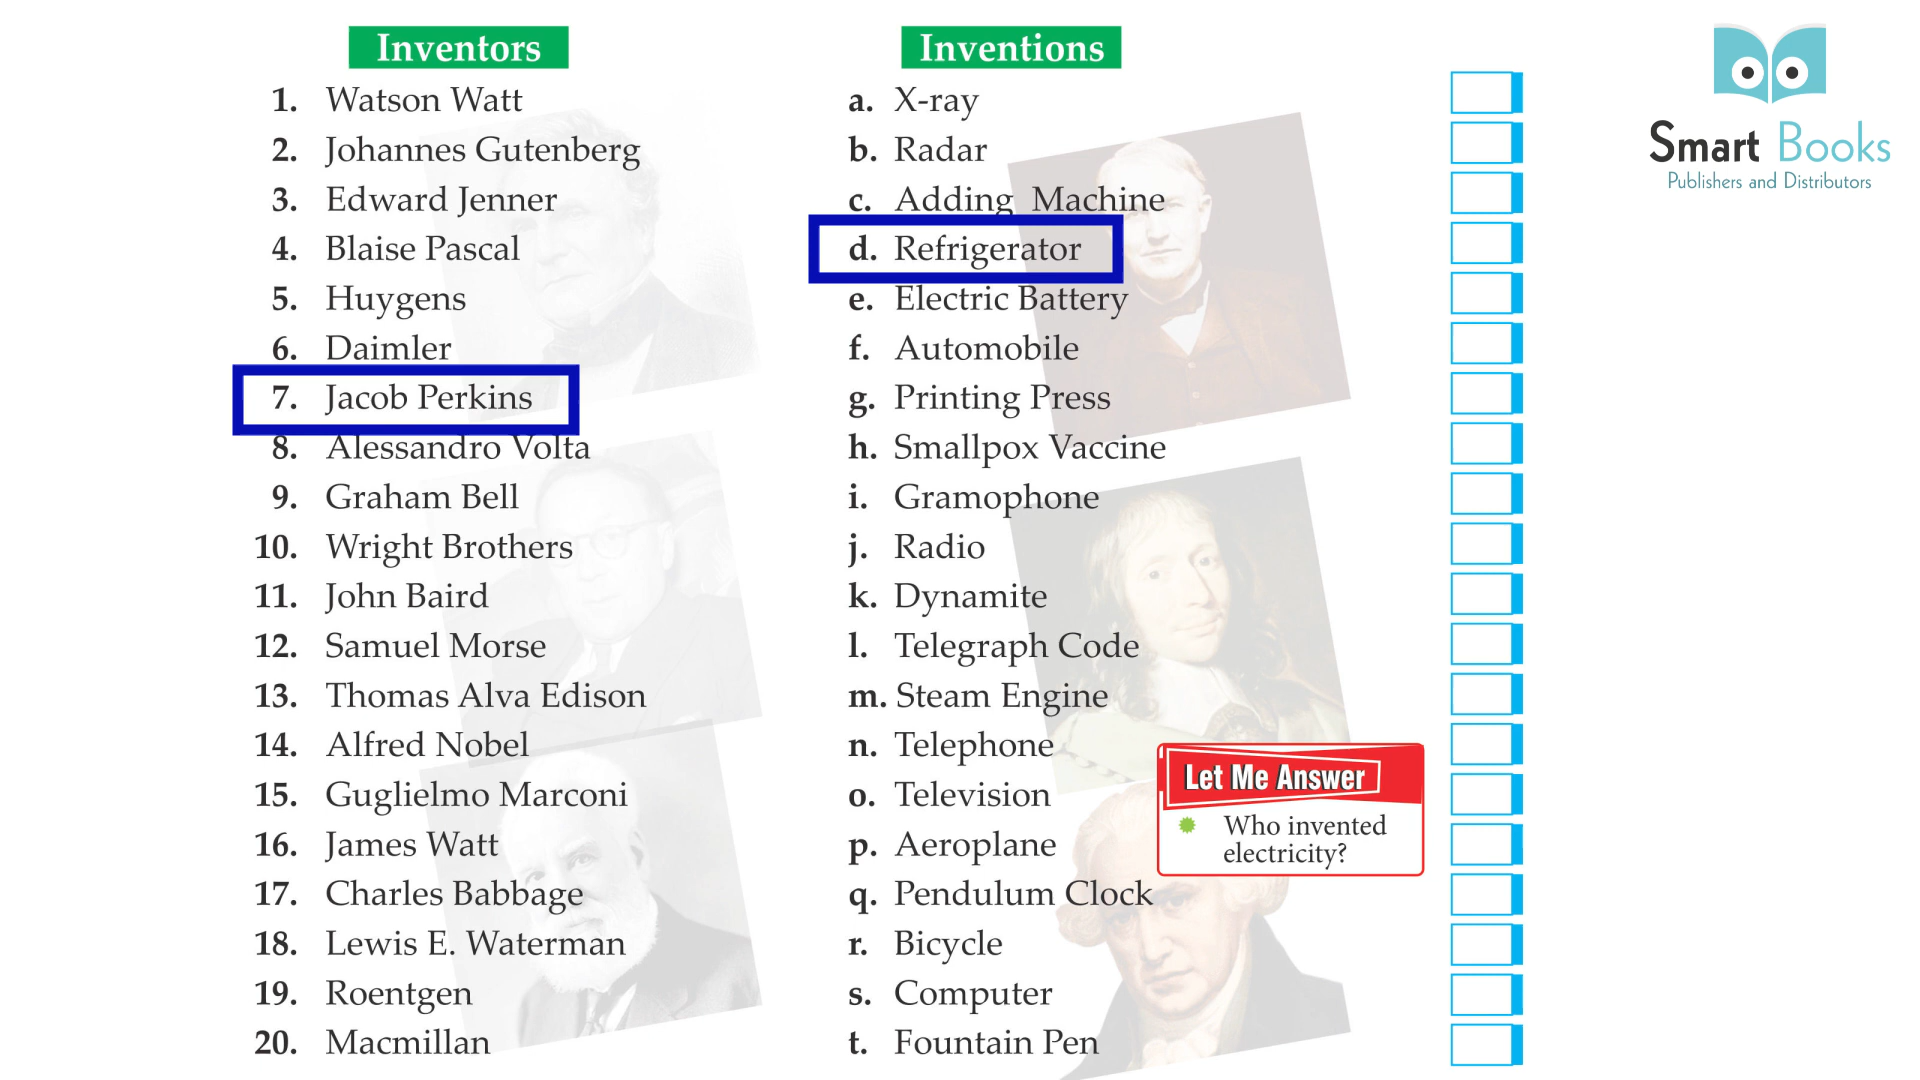 Inventors
Inventions
1. Watson Watt
a. X-ray
2. Johannes Gutenberg
b. Radar
3. Edward Jenner
c. Adding Machine
4. Blaise Pascal
d. Refrigerator
5. Huygens
e. Electric Battery
6. Daimler
f. Automobile
7. Jacob Perkins
g. Printing Press
8. Alessandro Volta
h. Smallpox Vaccine
9. Graham Bell
i. Gramophone
10. Wright Brothers
j. Radio
11. John Baird
k. Dynamite
12. Samuel Morse
l. Telegraph Code
13. Thomas Alva Edison
m. Steam Engine
14. Alfred Nobel
n. Telephone
15. Guglielmo Marconi
o. Television
16. James Watt
p. Aeroplane
17. Charles Babbage
q. Pendulum Clock
18. Lewis E. Waterman
r. Bicycle
19. Roentgen
s. Computer
20. Macmillan
t. Fountain Pen
Let Me Answer
Who invented
electricity?
Smart Books
Publishers and Distributors